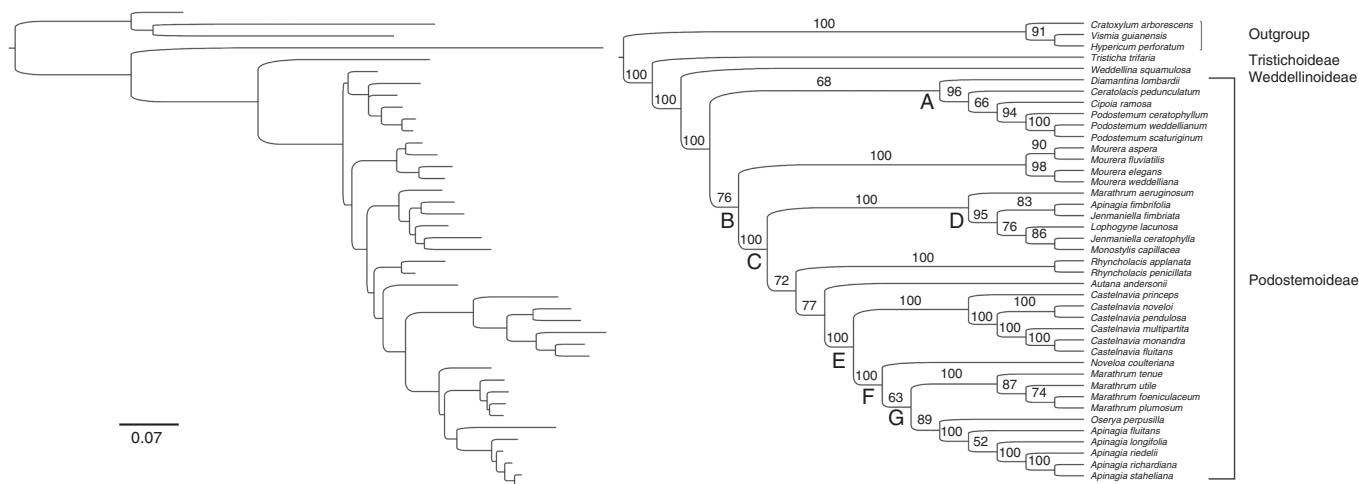 100
91
Cratoxylum arborescens
Vismia guianensis
Hypericum perforatum
Outgroup
100
Tristicha trifaria
Tristichoideae
100
Weddellina squamulosa
Weddellinoideae
100
68
A
96
66
94
100
Diamantina lombardii
Ceratolacis pedunculatum
Cipoia ramosa
Podostemum ceratophyllum
Podostemum weddellianum
Podostemum scaturiginum
76
B
100
90
98
Mourera aspera
Mourera fluviatilis
Mourera elegans
Mourera weddelliana
100
C
100
D
95
83
76
86
Marathrum aeruginosum
Apinagia fimbrifolia
Jenmaniella fimbriata
Lophogyne lacunosa
Jenmaniella ceratophylla
Monostylis capillacea
72
100
Rhyncholacis applanata
Rhyncholacis penicillata
Podostemoideae
77
Autana andersonii
100
E
100
100
100
100
100
Castelnavia princeps
Castelnavia noveloi
Castelnavia pendulosa
Castelnavia multipartita
Castelnavia monandra
Castelnavia fluitans
100
F
Noveloa coulteriana
63
G
100
87
74
Marathrum tenue
Marathrum utile
Marathrum foeniculaceum
Marathrum plumosum
89
100
52
100
100
Oserya perpusilla
Apinagia fluitans
Apinagia longifolia
Apinagia riedelii
Apinagia richardiana
Apinagia staheliana
0.07